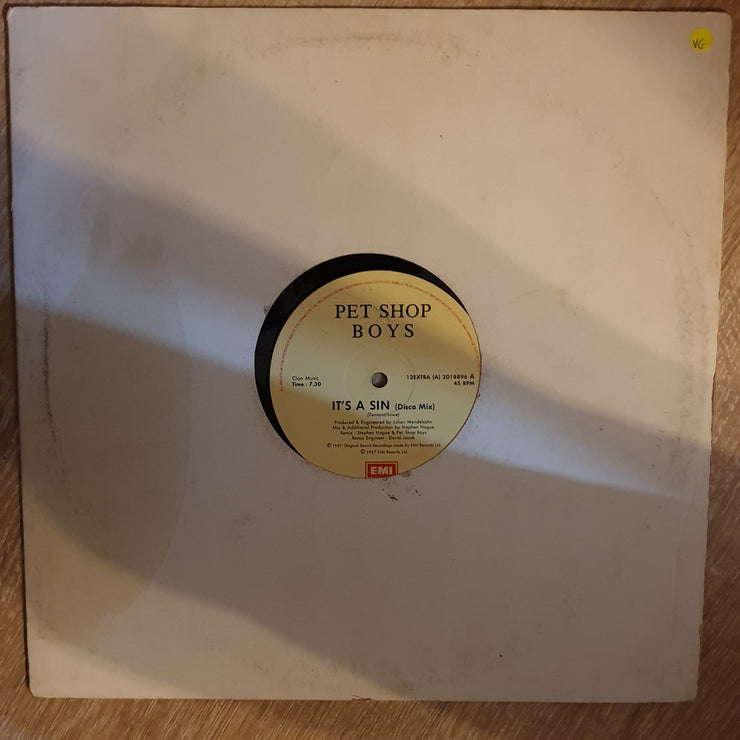 VG
PET SHOP
BOYS
Clan Music
Time : 7,30
12EXTRA (A) 2018896 A
45 RPM
IT'S A SIN (Disco Mix)
(Tennant/Lowe)
Produced & Engineered by Julian Mendelsohn
Mix & Additional Production by Stephen Hague
Remix : Stephen Hague & Pet Shop Boys
Remix Engineer : David Jacob
℗ 1987 Original Sound Recordings made by EMI Records Ltd.
© 1987 EMI Records Ltd.
EMI